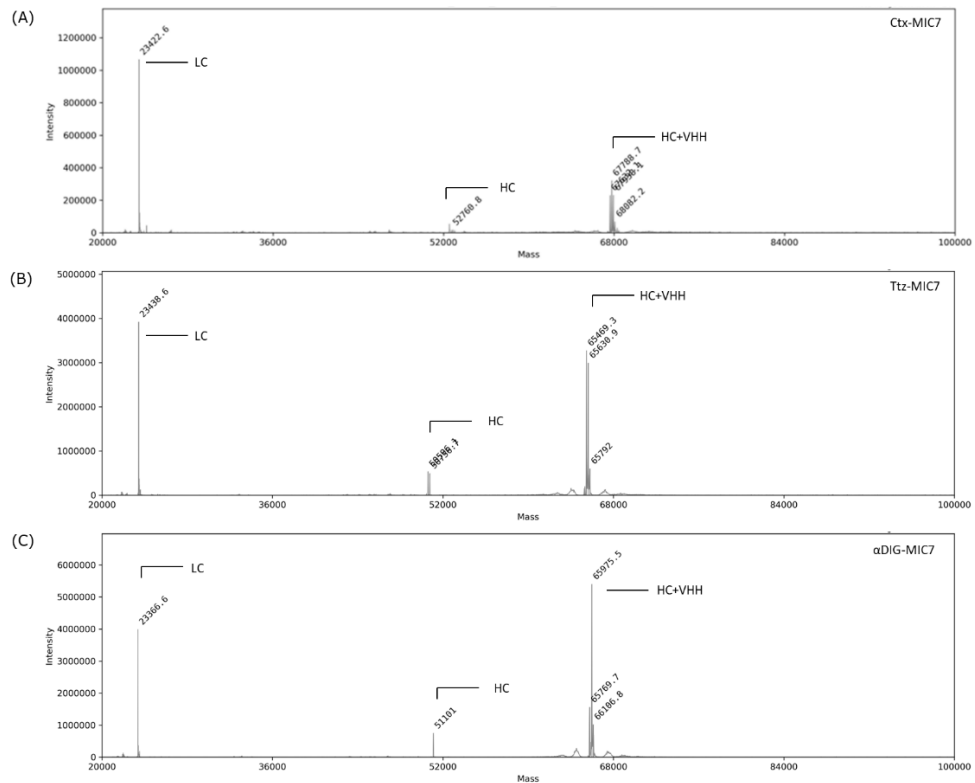 (A)
Ctx-MIC7
1200000
1000000
800000
600000
400000
200000
0
Intensity
23422.6
LC
52760.8
HC
HC+VHH
67788.7
68082.2
20000 36000 52000 68000 84000 100000
Mass
(B)
Ttz-MIC7
5000000
4000000
3000000
2000000
1000000
0
Intensity
23438.6
LC
HC
HC+VHH
65469.3
65630.9
65792
20000 36000 52000 68000 84000 100000
Mass
(C)
αDIG-MIC7
6000000
5000000
4000000
3000000
2000000
1000000
0
Intensity
23366.6
LC
51101
HC
65975.5
HC+VHH
65769.7
66106.8
20000 36000 52000 68000 84000 100000
Mass